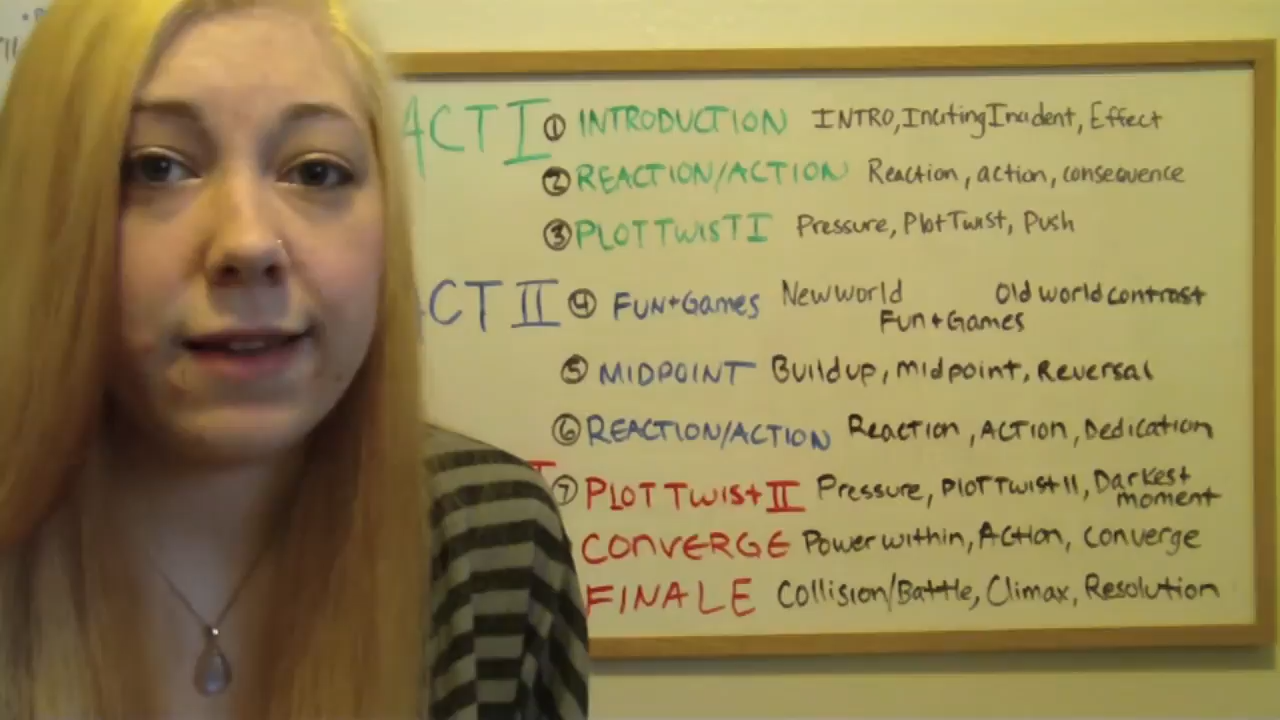 ACT I ① INTRODUCTION INTRO, Inciting Incident, Effect
② REACTION/ACTION Reaction, action, consequence
③ PLOT TWIST I Pressure, Plot Twist, Push
CT II ④ FUN+GAMES New world Old world contrast
Fun + Games
⑤ MIDPOINT Buildup, midpoint, Reversal
⑥ REACTION/ACTION Reaction, ACTION, Dedication
⑦ PLOT TWIST II Pressure, PLOT TWIST II, Darkest
moment
CONVERGE Power within, Action, converge
FINALE Collision/Battle, Climax, Resolution